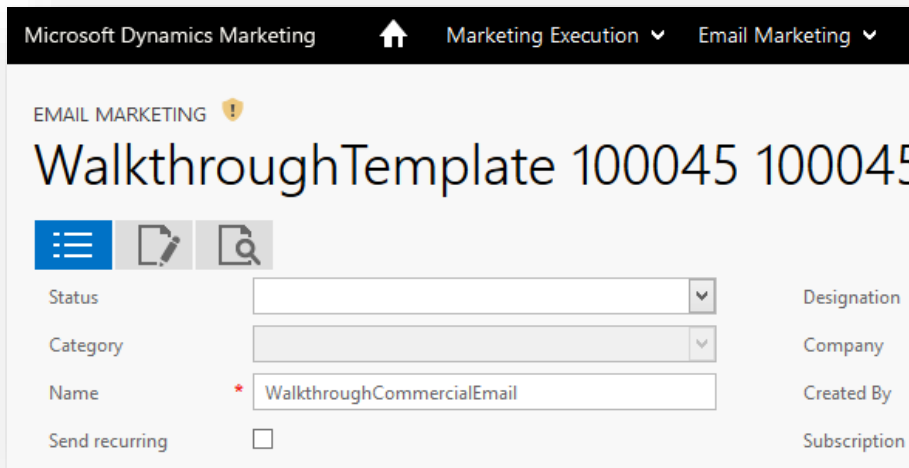 Microsoft Dynamics Marketing Marketing Execution Email Marketing
EMAIL MARKETING
WalkthroughTemplate 100045 100045
Status Designation
Category Company
Name * WalkthroughCommercialEmail Created By
Send recurring Subscription